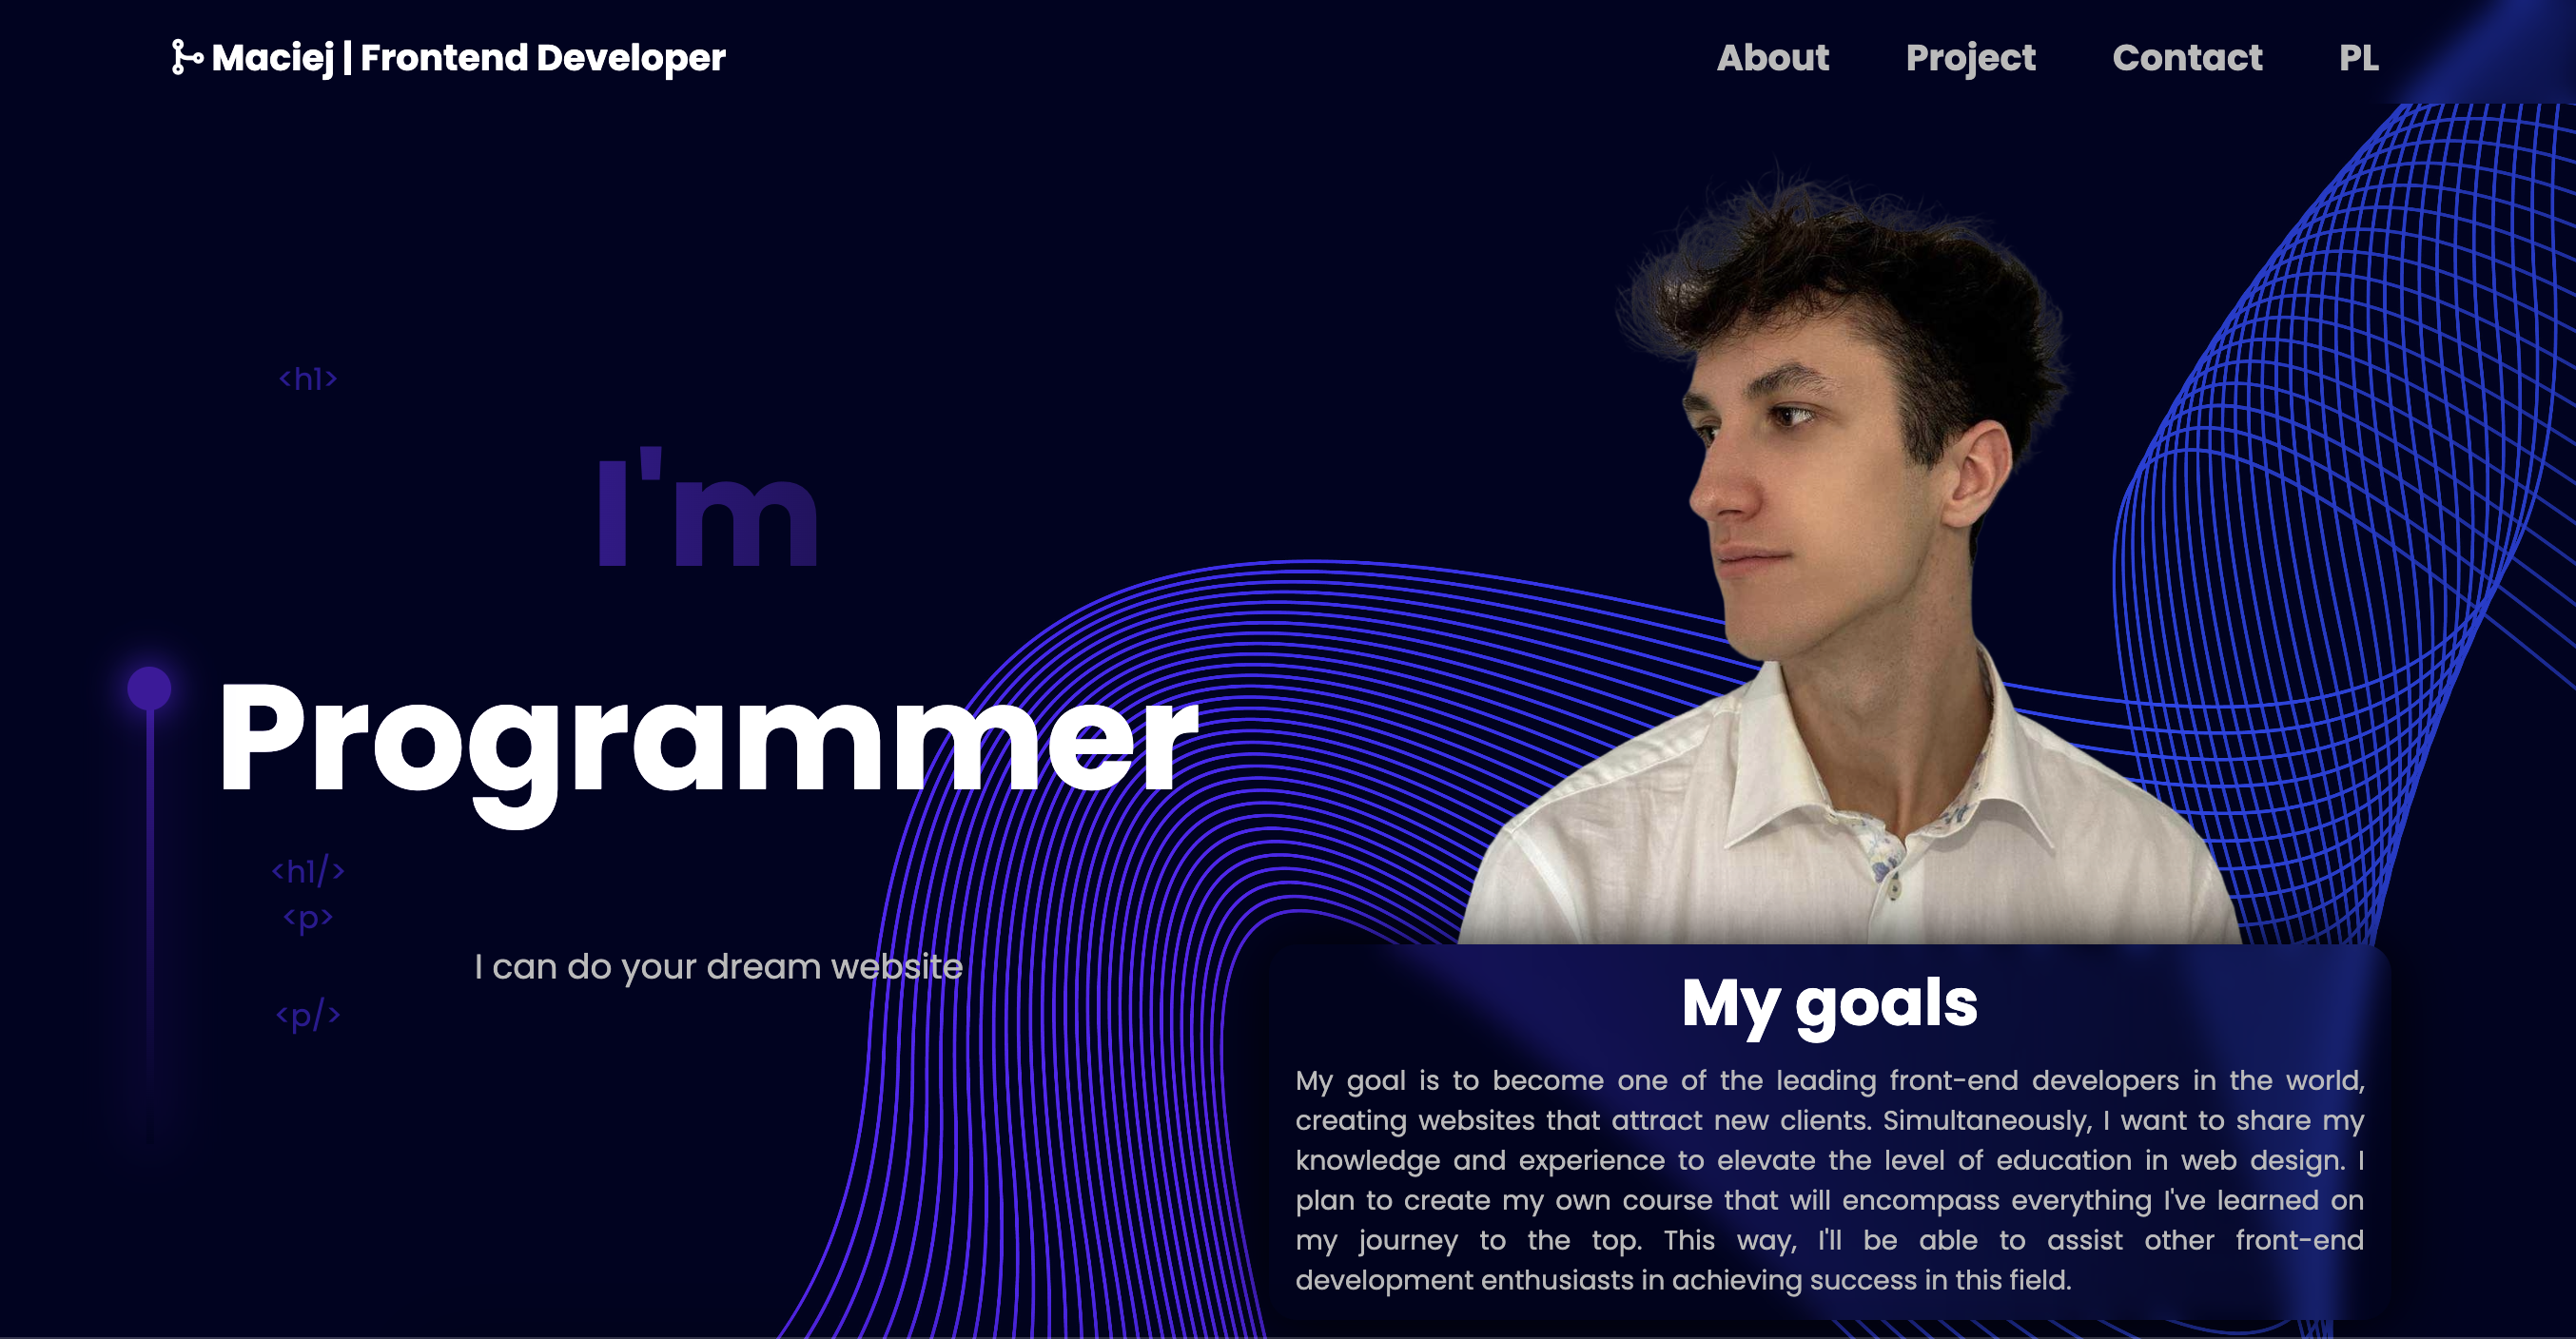 Maciej | Frontend Developer
About Project Contact PL
<h1>
I'm
Programmer
<h1/>
<p>
I can do your dream website
<p/>
My goals
My goal is to become one of the leading front-end developers in the world,
creating websites that attract new clients. Simultaneously, I want to share my
knowledge and experience to elevate the level of education in web design. I
plan to create my own course that will encompass everything I've learned on
my journey to the top. This way, I'll be able to assist other front-end
development enthusiasts in achieving success in this field.